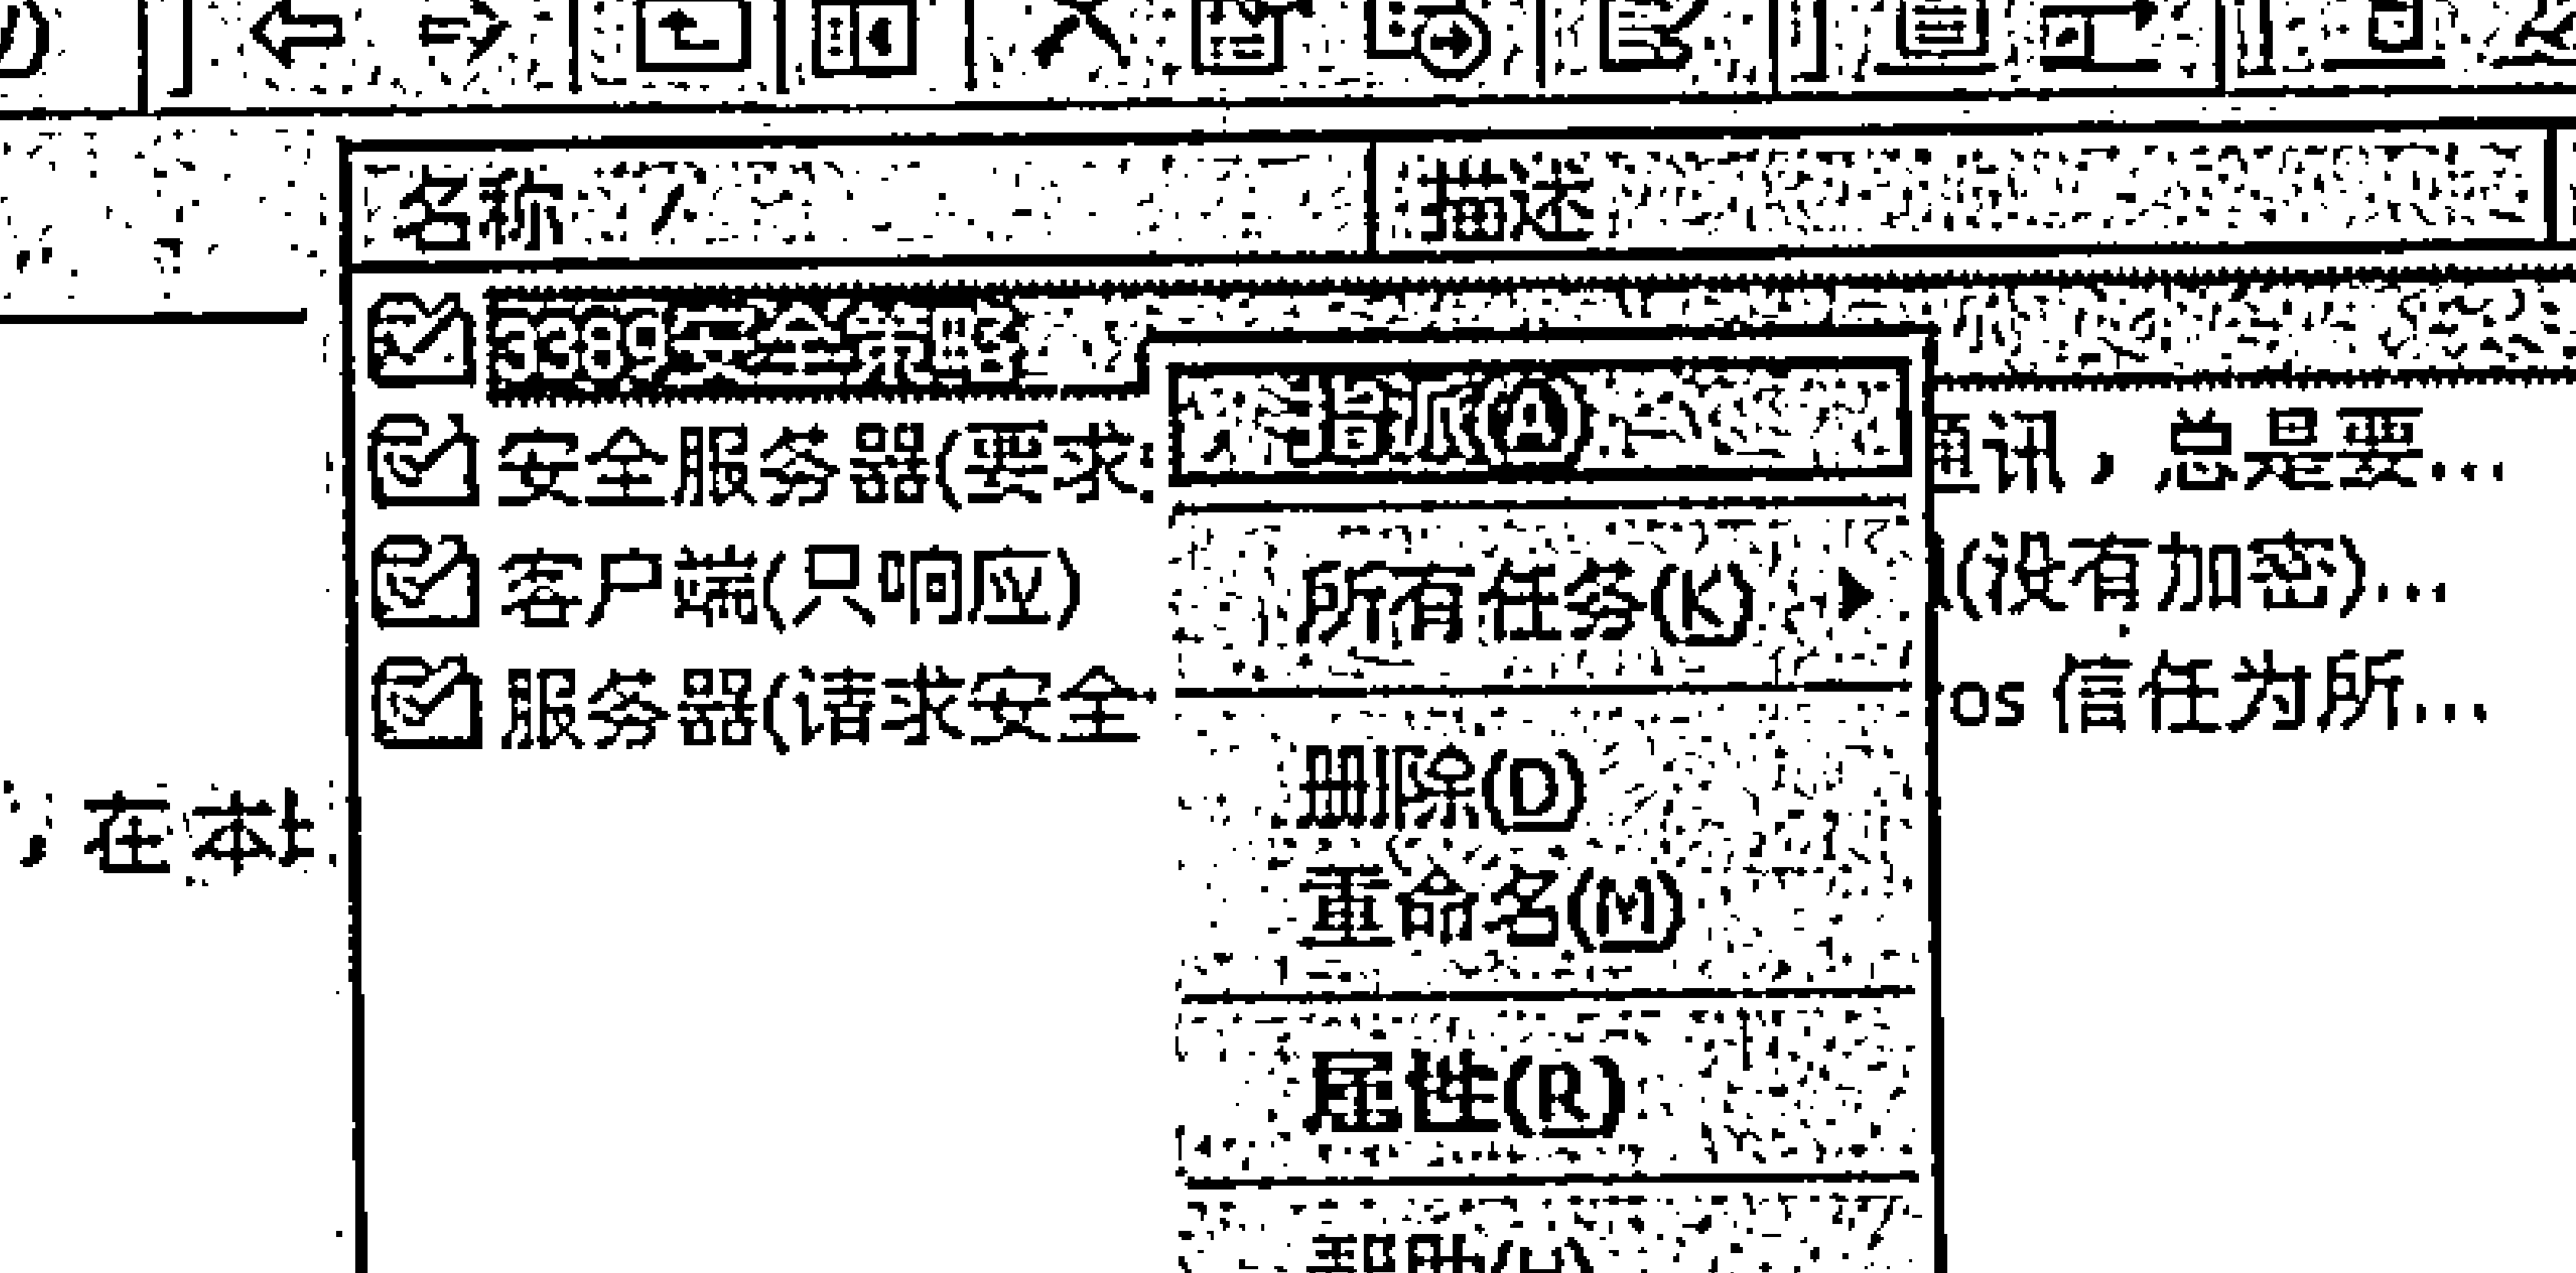 名称 描述
3389安全策略
指派(A)
安全服务器(要求 通讯，总是要...
所有任务(K)
客户端(只响应) (没有加密)...
服务器(请求安全 os 信任为所...
删除(D)
，在本
重命名(M)
属性(R)
帮助(H)